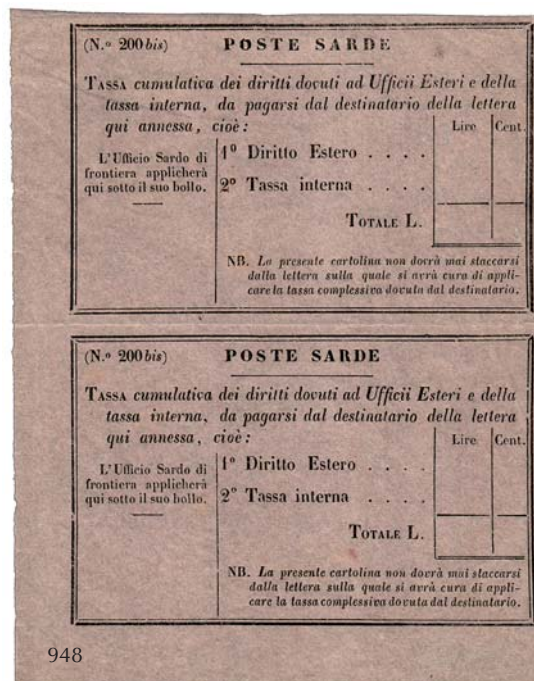 (N.º 200 bis) POSTE SARDE
TASSA cumulativa dei diritti dovuti ad Ufficii Esteri e della
tassa interna, da pagarsi dal destinatario della lettera
qui annessa, cioè:
Lire Cent.
L'Ufficio Sardo di
frontiera applicherà
qui sotto il suo bollo.
1º Diritto Estero . . . .
2º Tassa interna . . . .
TOTALE L.
NB. La presente cartolina non dovrà mai staccarsi
dalla lettera sulla quale si avrà cura di appli-
care la tassa complessiva dovuta dal destinatario.
(N.º 200 bis) POSTE SARDE
TASSA cumulativa dei diritti dovuti ad Ufficii Esteri e della
tassa interna, da pagarsi dal destinatario della lettera
qui annessa, cioè:
Lire Cent.
L'Ufficio Sardo di
frontiera applicherà
qui sotto il suo bollo.
1º Diritto Estero . . . .
2º Tassa interna . . . .
TOTALE L.
NB. La presente cartolina non dovrà mai staccarsi
dalla lettera sulla quale si avrà cura di appli-
care la tassa complessiva dovuta dal destinatario.
948